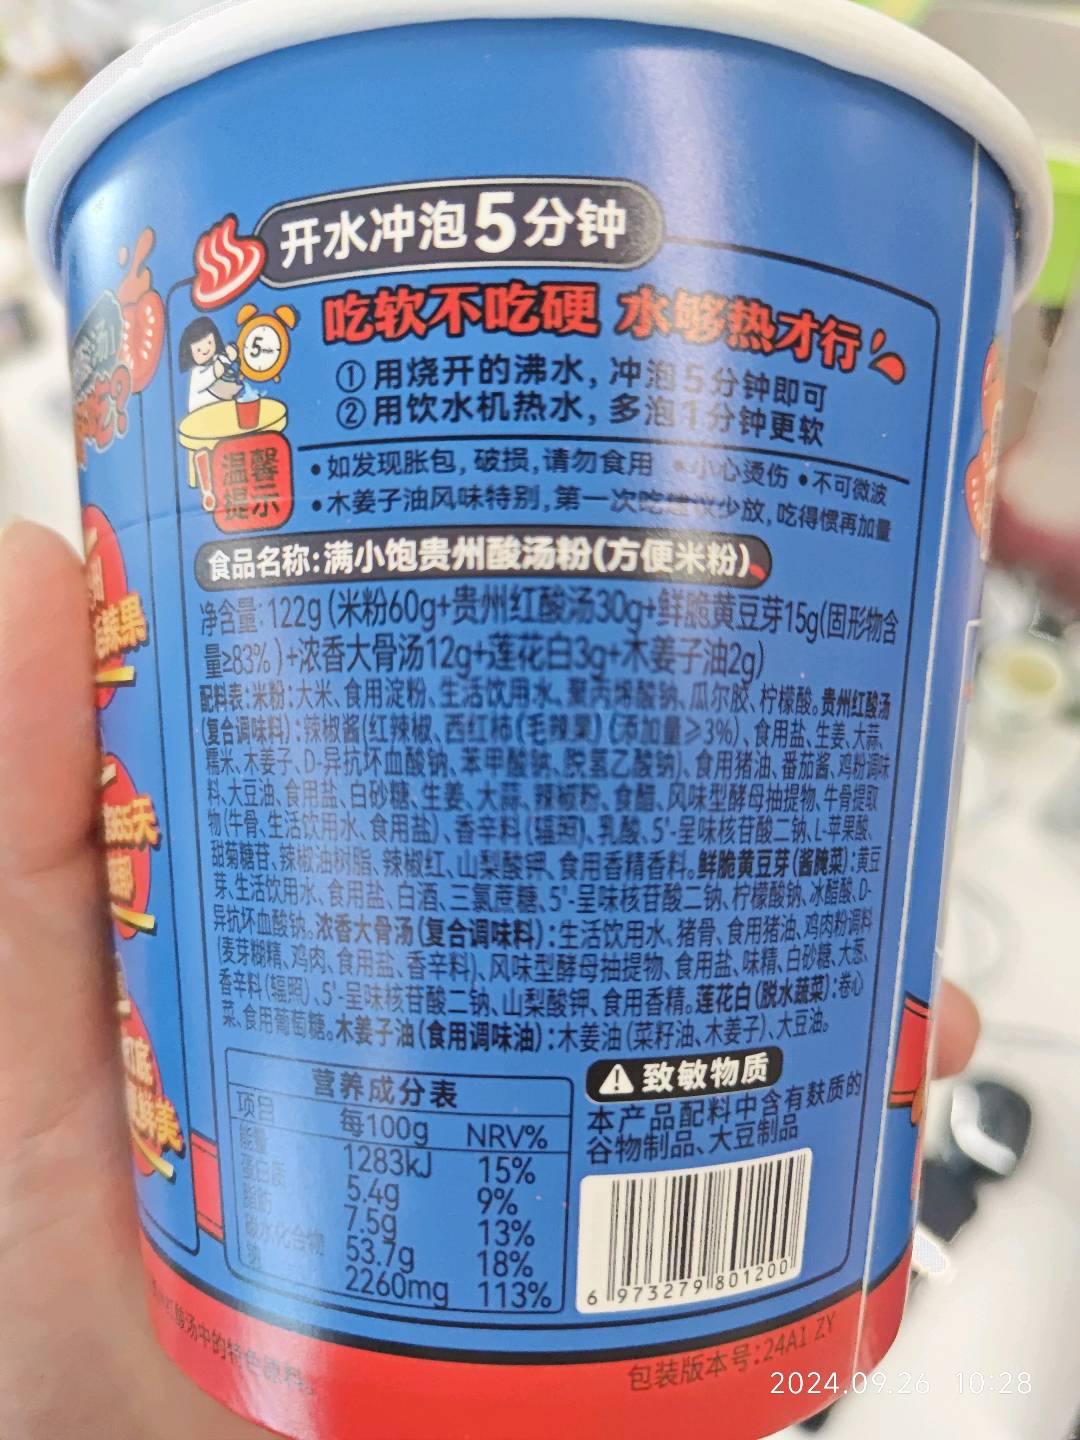 开水冲泡5分钟
吃软不吃硬 水够热才行
5min
①用烧开的沸水,冲泡5分钟即可
②用饮水机热水,多泡1分钟更软
温馨
提示
•如发现胀包,破损,请勿食用 •小心烫伤 •不可微波
•木姜子油风味特别,第一次吃建议少放,吃得惯再加量
食品名称:满小饱贵州酸汤粉(方便米粉)
净含量:122g(米粉60g+贵州红酸汤30g+鲜脆黄豆芽15g(固形物含
量≥83%)+浓香大骨汤12g+莲花白3g+木姜子油2g)
配料表:米粉:大米、食用淀粉、生活饮用水、聚丙烯酸钠、瓜尔胶、柠檬酸。贵州红酸汤
(复合调味料):辣椒酱(红辣椒、西红柿(毛辣果)(添加量≥3%)、食用盐、生姜、大蒜、
糯米、木姜子、D-异抗坏血酸钠、苯甲酸钠、脱氢乙酸钠)、食用猪油、番茄酱、鸡粉调味
料、大豆油、食用盐、白砂糖、生姜、大蒜、辣椒粉、食醋、风味型酵母抽提物、牛骨提取
物(牛骨、生活饮用水、食用盐)、香辛料(辐照)、乳酸、5'-呈味核苷酸二钠、L-苹果酸、
甜菊糖苷、辣椒油树脂、辣椒红、山梨酸钾、食用香精香料。鲜脆黄豆芽(酱腌菜):黄豆
芽、生活饮用水、食用盐、白酒、三氯蔗糖、5'-呈味核苷酸二钠、柠檬酸钠、冰醋酸、D-
异抗坏血酸钠。浓香大骨汤(复合调味料):生活饮用水、猪骨、食用猪油、鸡肉粉调料
(麦芽糊精、鸡肉、食用盐、香辛料)、风味型酵母抽提物、食用盐、味精、白砂糖、大葱、
香辛料(辐照)、5'-呈味核苷酸二钠、山梨酸钾、食用香精。莲花白(脱水蔬菜):卷心
菜、食用葡萄糖。木姜子油(食用调味油):木姜油(菜籽油、木姜子)、大豆油。
营养成分表
项目 每100g NRV%
能量 1283kJ 15%
蛋白质 5.4g 9%
脂肪 7.5g 13%
碳水化合物 53.7g 18%
钠 2260mg 113%
致敏物质
本产品配料中含有麸质的
谷物制品、大豆制品
6 973279 801200
酸汤中的特色原料。
包装版本号:24A1 ZY
2024.09.26 10:28